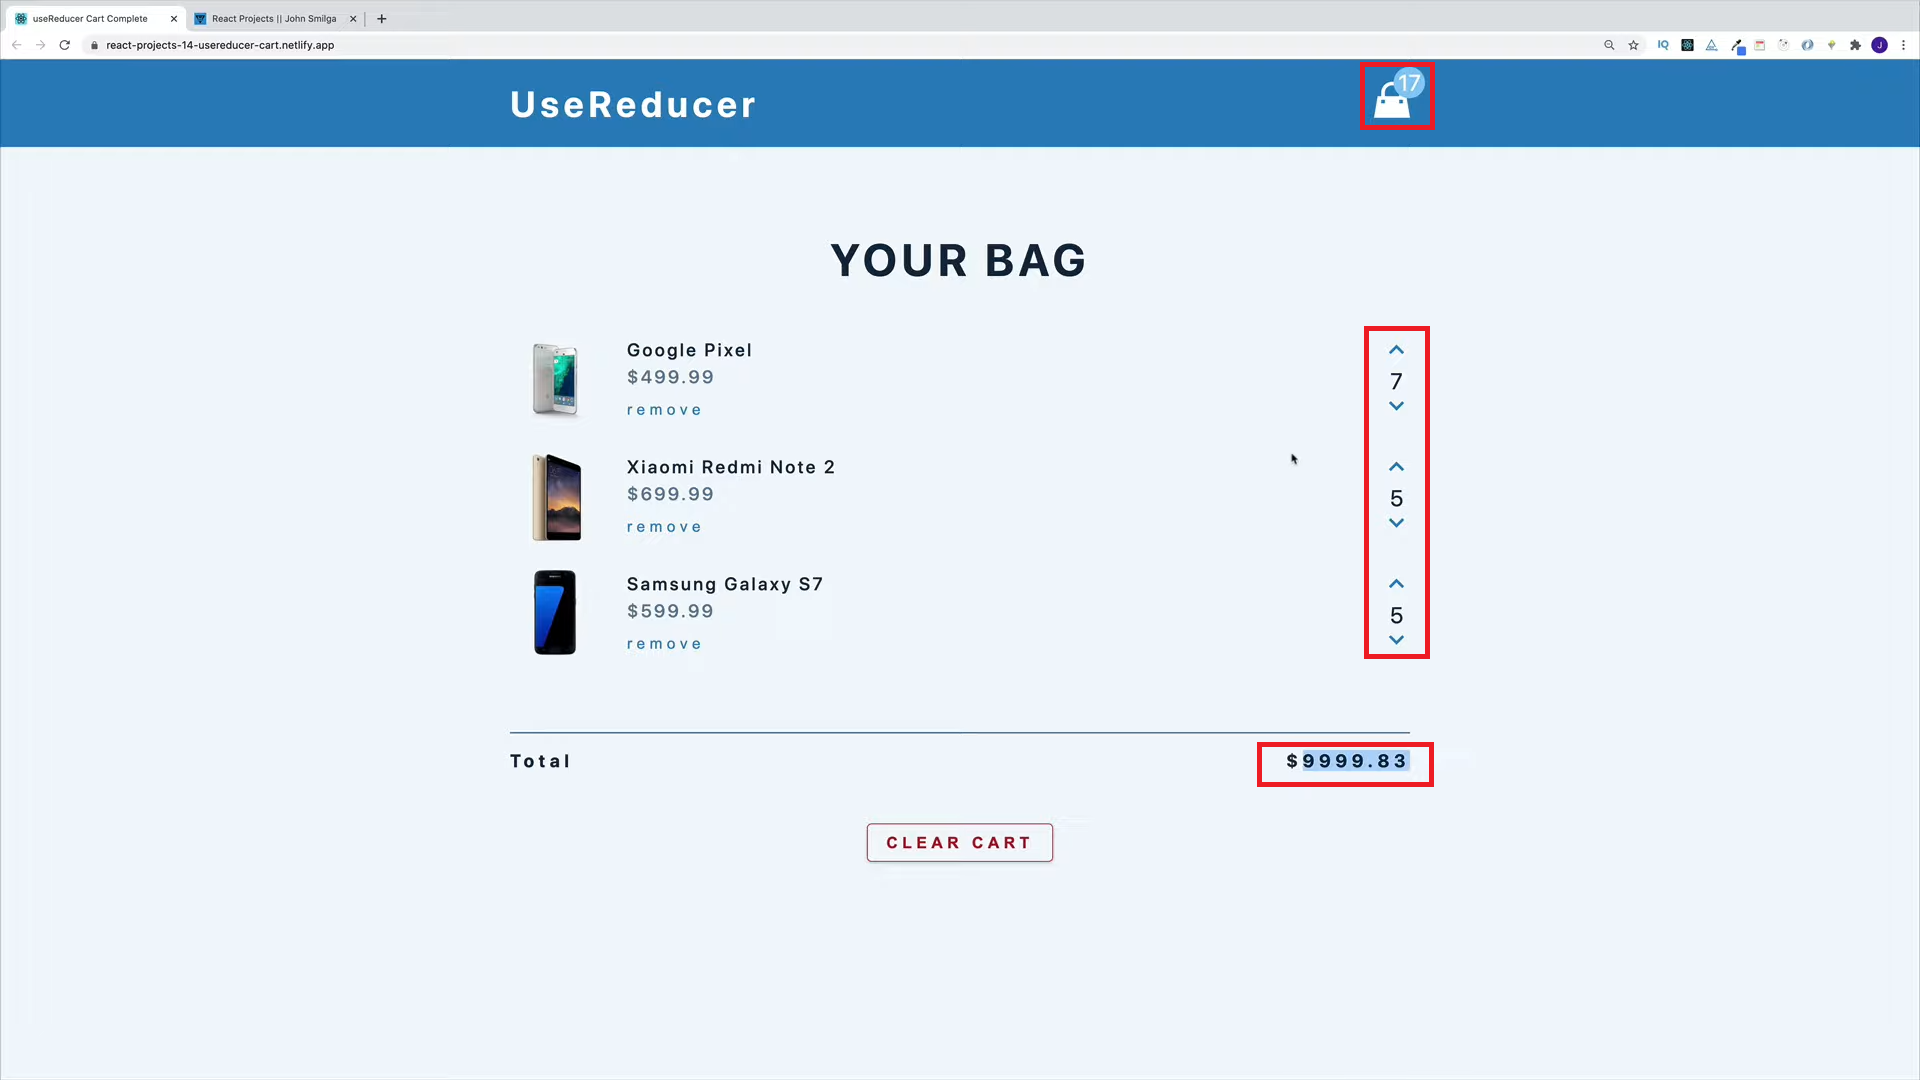 useReducer Cart Complete
React Projects || John Smilga
react-projects-14-usereducer-cart.netlify.app
IQ
J
UseReducer
17
YOUR BAG
Google Pixel
$499.99
remove
7
Xiaomi Redmi Note 2
$699.99
remove
5
Samsung Galaxy S7
$599.99
remove
5
Total
$9999.83
CLEAR CART